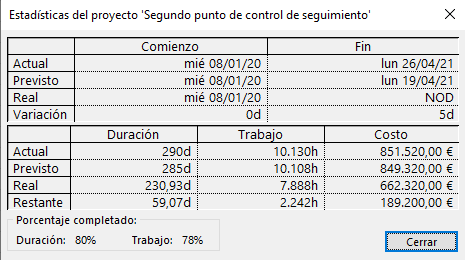 Estadísticas del proyecto 'Segundo punto de control de seguimiento'
Comienzo Fin
Actual mié 08/01/20 lun 26/04/21
Previsto mié 08/01/20 lun 19/04/21
Real mié 08/01/20 NOD
Variación 0d 5d
Duración Trabajo Costo
Actual 290d 10.130h 851.520,00 €
Previsto 285d 10.108h 849.320,00 €
Real 230,93d 7.888h 662.320,00 €
Restante 59,07d 2.242h 189.200,00 €
Porcentaje completado:
Duración: 80% Trabajo: 78%
Cerrar